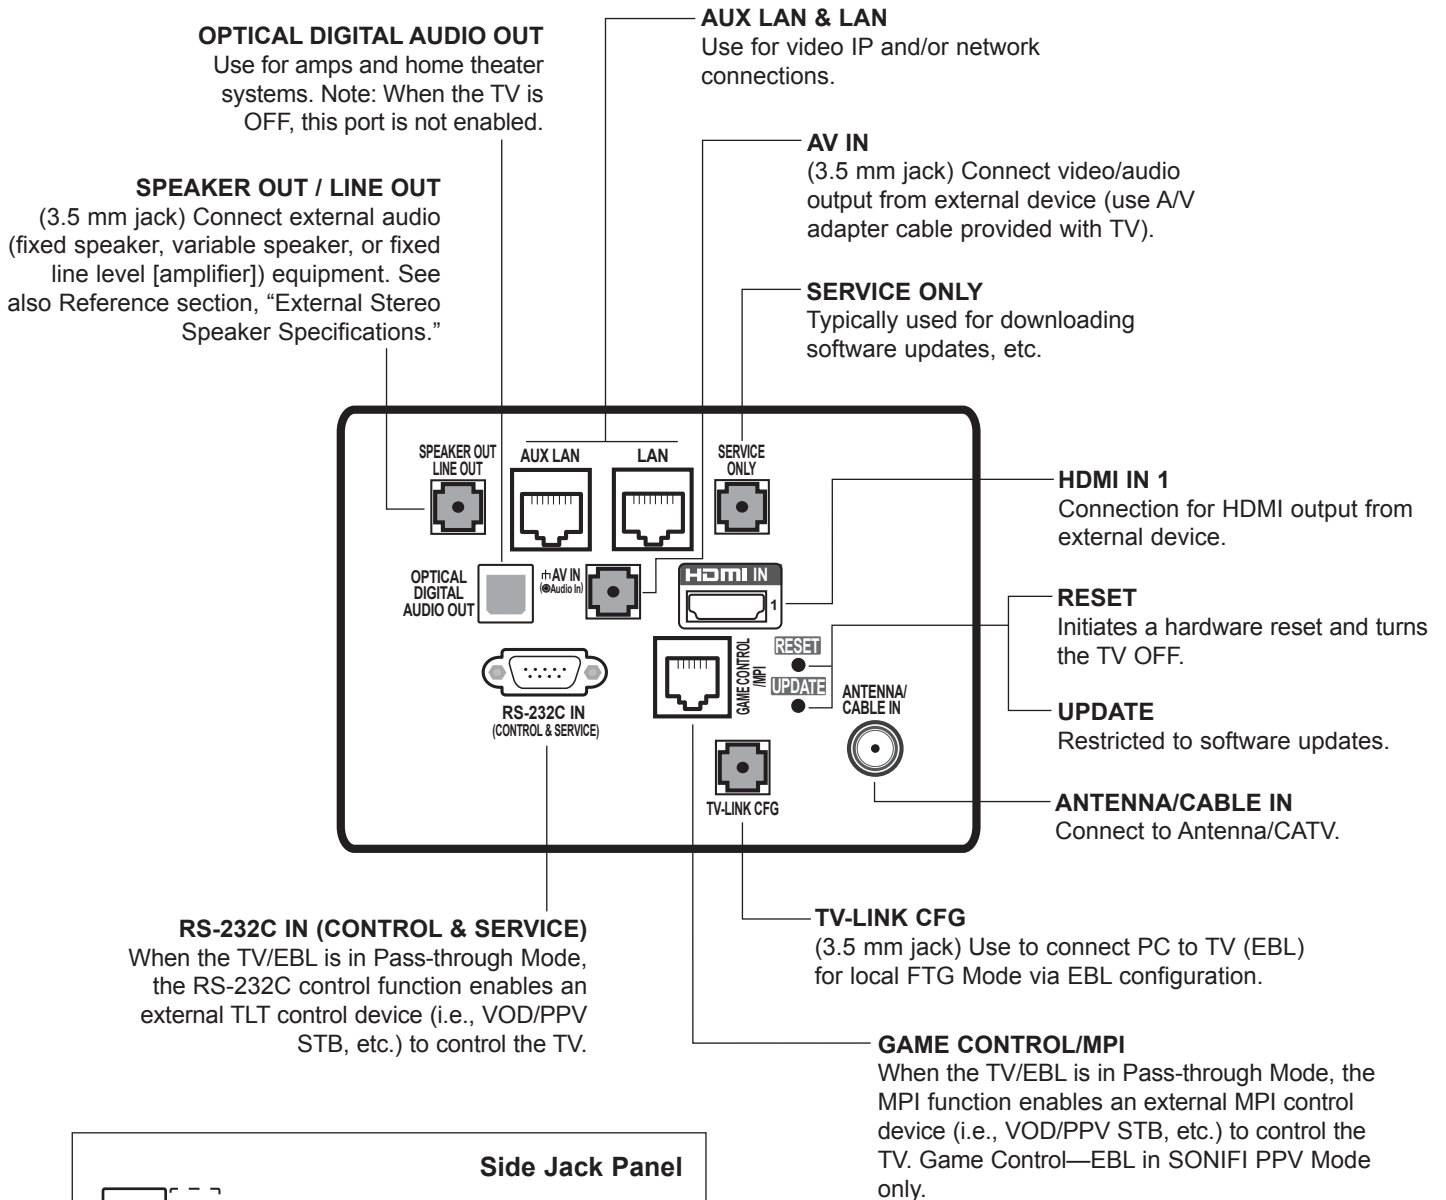 OPTICAL DIGITAL AUDIO OUT
Use for amps and home theater
systems. Note: When the TV is
OFF, this port is not enabled.
AUX LAN & LAN
Use for video IP and/or network
connections.
AV IN
(3.5 mm jack) Connect video/audio
output from external device (use A/V
adapter cable provided with TV).
SPEAKER OUT / LINE OUT
(3.5 mm jack) Connect external audio
(fixed speaker, variable speaker, or fixed
line level [amplifier]) equipment. See
also Reference section, “External Stereo
Speaker Specifications.”
SERVICE ONLY
Typically used for downloading
software updates, etc.
SPEAKER OUT
LINE OUT
AUX LAN
LAN
SERVICE
ONLY
OPTICAL
DIGITAL
AUDIO OUT
AV IN
(Audio In)
HDMI IN
1
RS-232C IN
(CONTROL & SERVICE)
GAME CONTROL
/MPI
RESET
UPDATE
ANTENNA/
CABLE IN
TV-LINK CFG
HDMI IN 1
Connection for HDMI output from
external device.
RESET
Initiates a hardware reset and turns
the TV OFF.
UPDATE
Restricted to software updates.
ANTENNA/CABLE IN
Connect to Antenna/CATV.
RS-232C IN (CONTROL & SERVICE)
When the TV/EBL is in Pass-through Mode,
the RS-232C control function enables an
external TLT control device (i.e., VOD/PPV
STB, etc.) to control the TV.
TV-LINK CFG
(3.5 mm jack) Use to connect PC to TV (EBL)
for local FTG Mode via EBL configuration.
GAME CONTROL/MPI
When the TV/EBL is in Pass-through Mode, the
MPI function enables an external MPI control
device (i.e., VOD/PPV STB, etc.) to control the
TV. Game Control—EBL in SONIFI PPV Mode
only.
Side Jack Panel